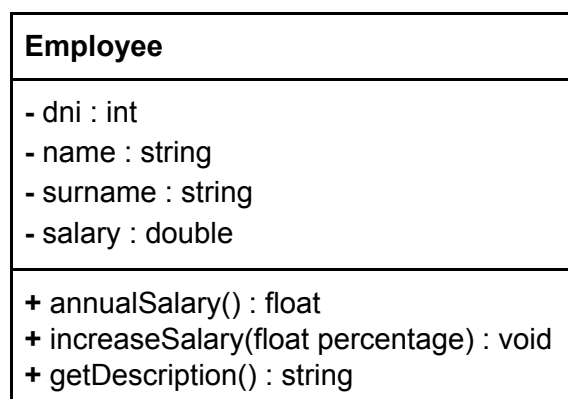 Employee
- dni : int
- name : string
- surname : string
- salary : double
+ annualSalary() : float
+ increaseSalary(float percentage) : void
+ getDescription() : string